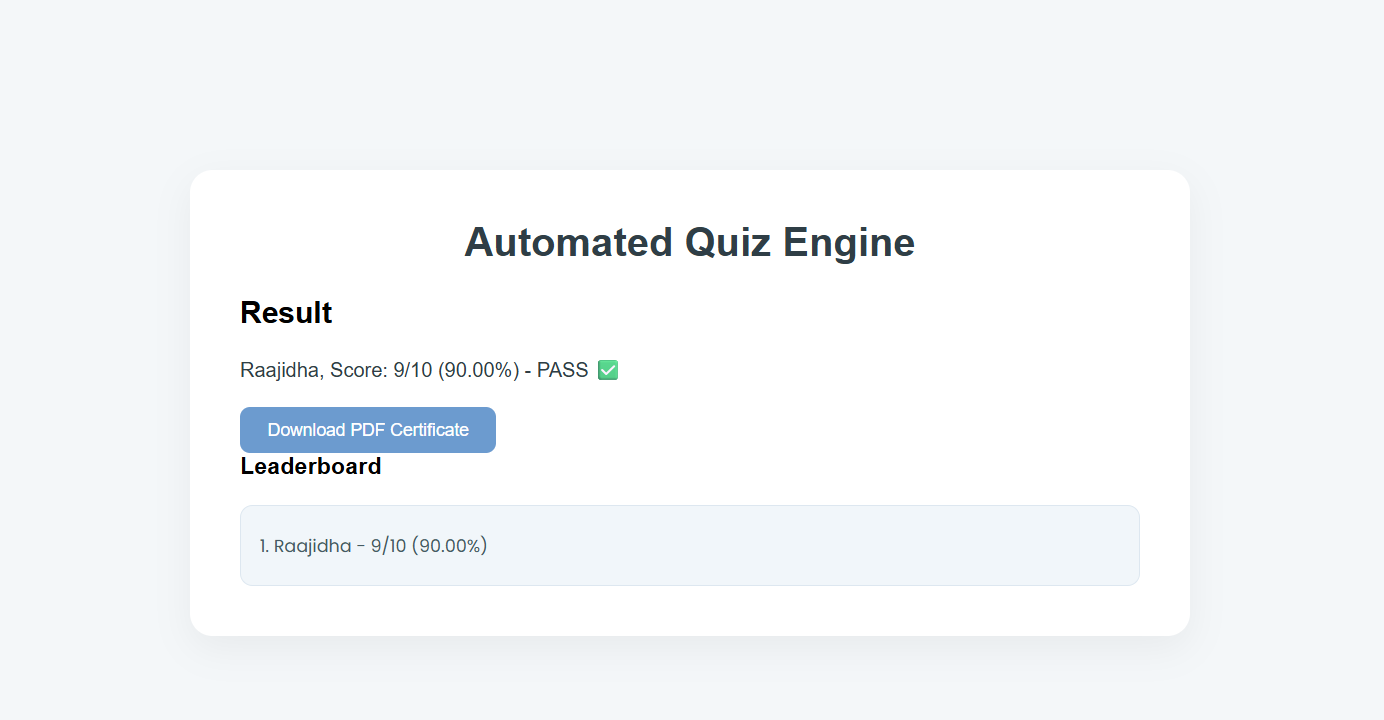 Automated Quiz Engine
Result
Raajidha, Score: 9/10 (90.00%) - PASS ✅
Download PDF Certificate
Leaderboard
1. Raajidha - 9/10 (90.00%)